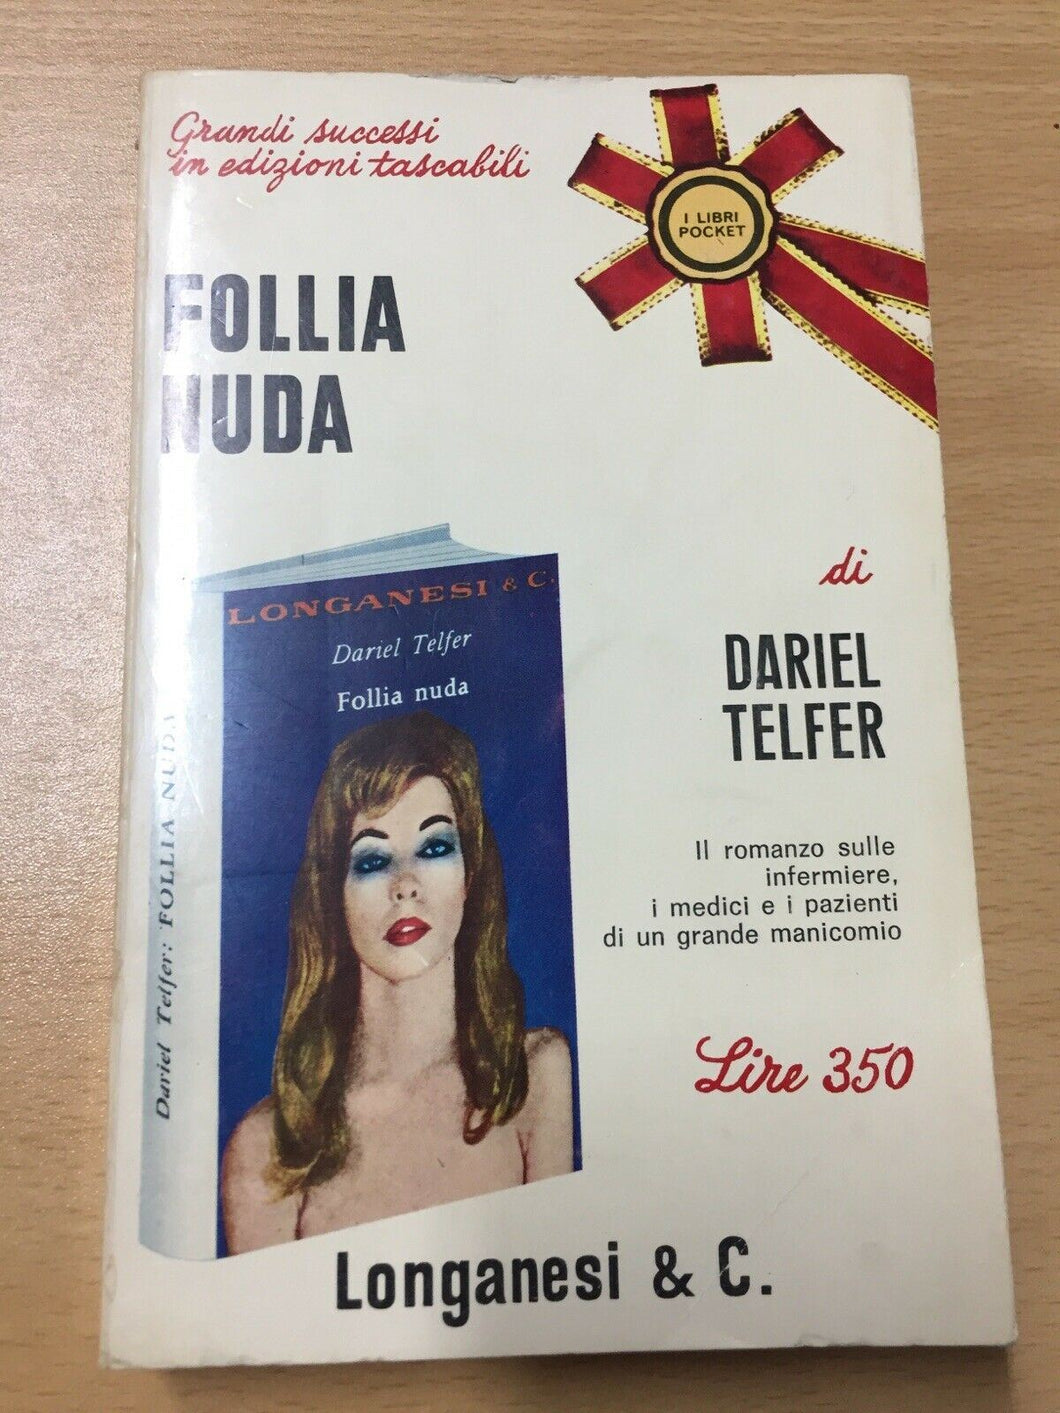 Grandi successi
in edizioni tascabili
I LIBRI
POCKET
FOLLIA
NUDA
LONGANESI & C.
Dariel Telfer
Follia nuda
Dariel Telfer: FOLLIA NUDA
di
DARIEL
TELFER
Il romanzo sulle
infermiere,
i medici e i pazienti
di un grande manicomio
Lire 350
Longanesi & C.